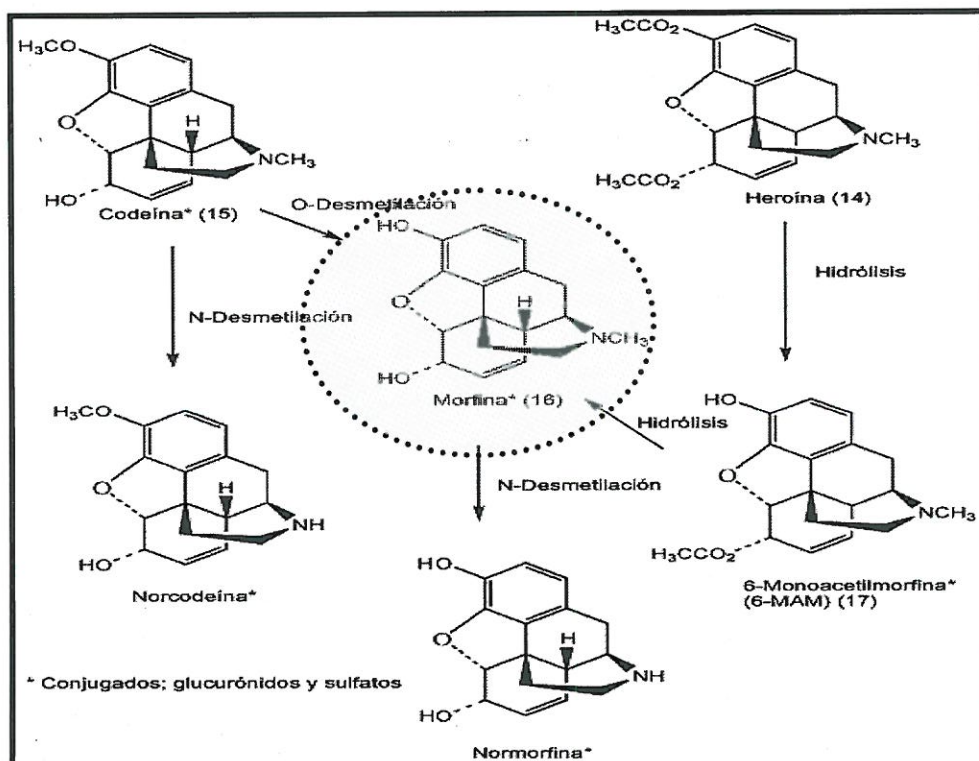 H₃CO
O
H
NCH₃
HO
Codeína* (15)
H₃CCO₂
O
NCH₃
H₃CCO₂
Heroína (14)
O-Desmetilación
HO
O
H
NCH₃
HO
Morfina* (16)
N-Desmetilación
Hidrólisis
Hidrólisis
H₃CO
O
H
NH
HO
Norcodeína*
N-Desmetilación
HO
O
NCH₃
H₃CCO₂
6-Monoacetilmorfina*
(6-MAM) (17)
HO
O
H
NH
HO
Normorfina*
* Conjugados; glucurónidos y sulfatos